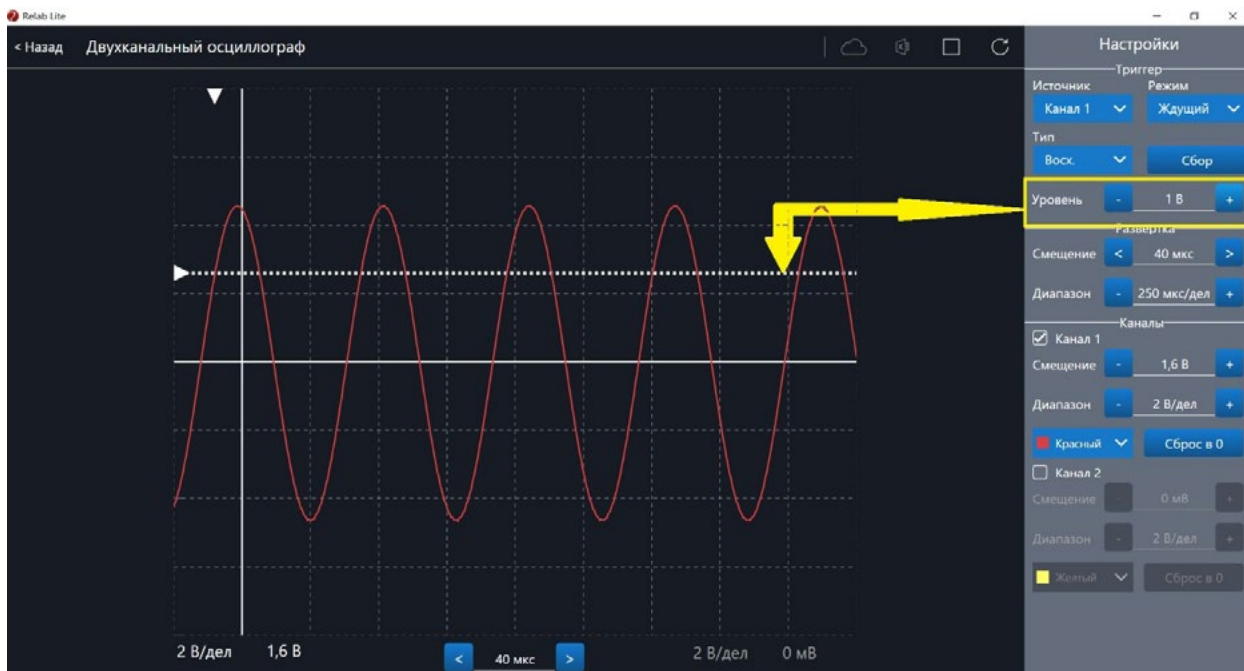 Relab Lite
< Назад Двухканальный осциллограф
Настройки
Триггер
Источник Режим
Канал 1 Ждущий
Тип
Восх. Сбор
Уровень - 1 В +
Развертка
Смещение < 40 мкс >
Диапазон - 250 мкс/дел +
Каналы
Канал 1
Смещение - 1,6 В +
Диапазон - 2 В/дел +
Красный Сброс в 0
Канал 2
Смещение - 0 мВ +
Диапазон - 2 В/дел +
Желтый Сброс в 0
2 В/дел 1,6 В < 40 мкс > 2 В/дел 0 мВ